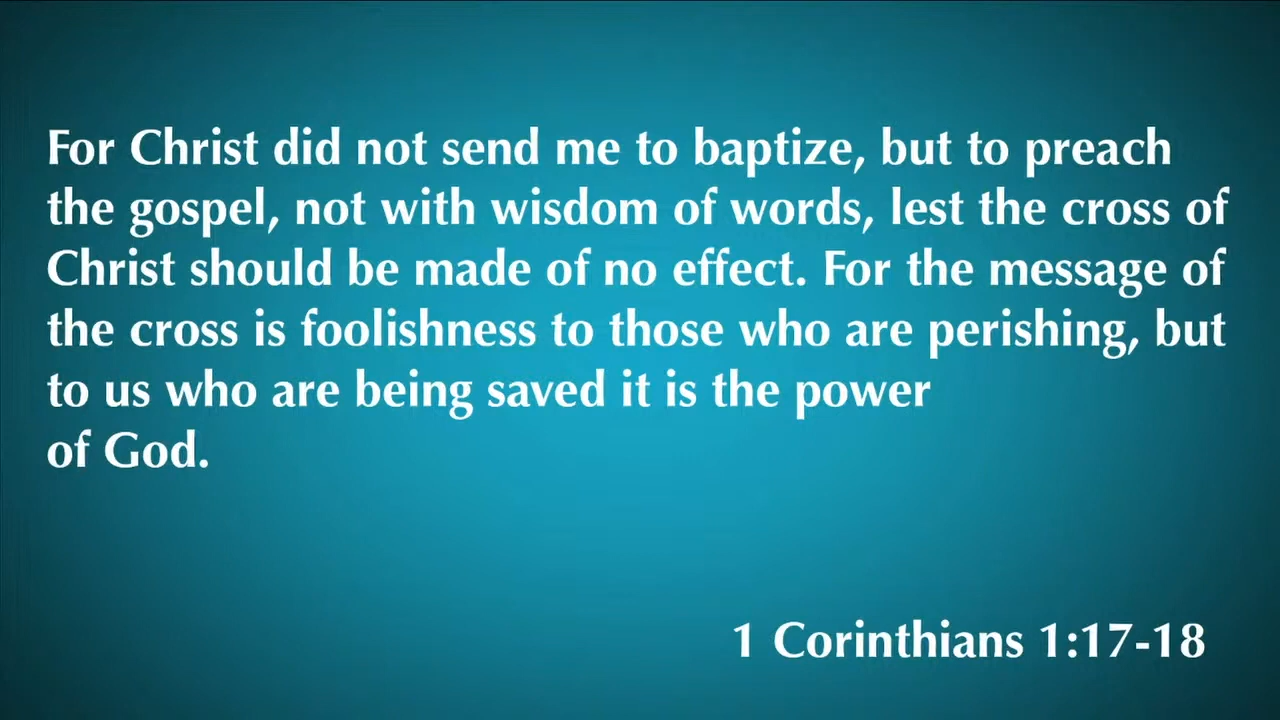 For Christ did not send me to baptize, but to preach
the gospel, not with wisdom of words, lest the cross of
Christ should be made of no effect. For the message of
the cross is foolishness to those who are perishing, but
to us who are being saved it is the power
of God.
1 Corinthians 1:17-18